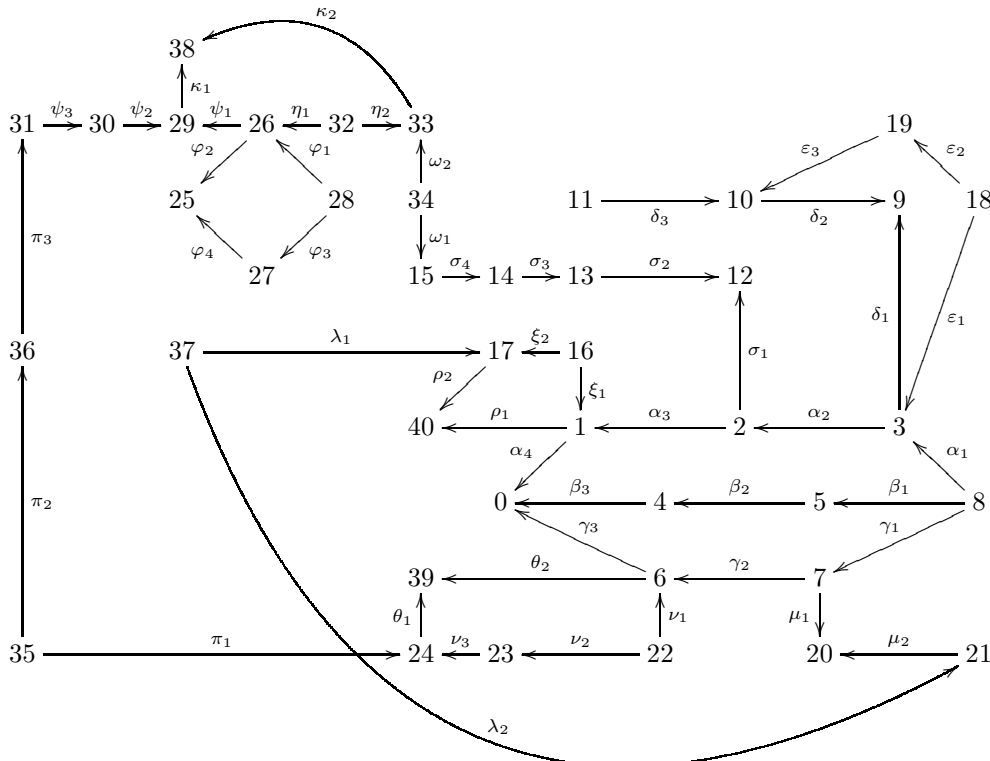 κ₂
38
κ₁
31 ψ₃ 30 ψ₂ 29 ψ₁ 26 η₁ 32 η₂ 33 19
φ₂ φ₁ ω₂ ε₃ ε₂
25 28 34 11 δ₃ 10 δ₂ 9 18
π₃ φ₄ φ₃ ω₁
27 15 σ₄ 14 σ₃ 13 σ₂ 12
δ₁ ε₁
36 37 λ₁ 17 ξ₂ 16 σ₁
ρ₂ ξ₁
40 ρ₁ 1 α₃ 2 α₂ 3
α₄ α₁
π₂ 0 β₃ 4 β₂ 5 β₁ 8
γ₃ γ₁
39 θ₂ 6 γ₂ 7
θ₁ ν₁ μ₁
35 π₁ 24 ν₃ 23 ν₂ 22 20 μ₂ 21
λ₂